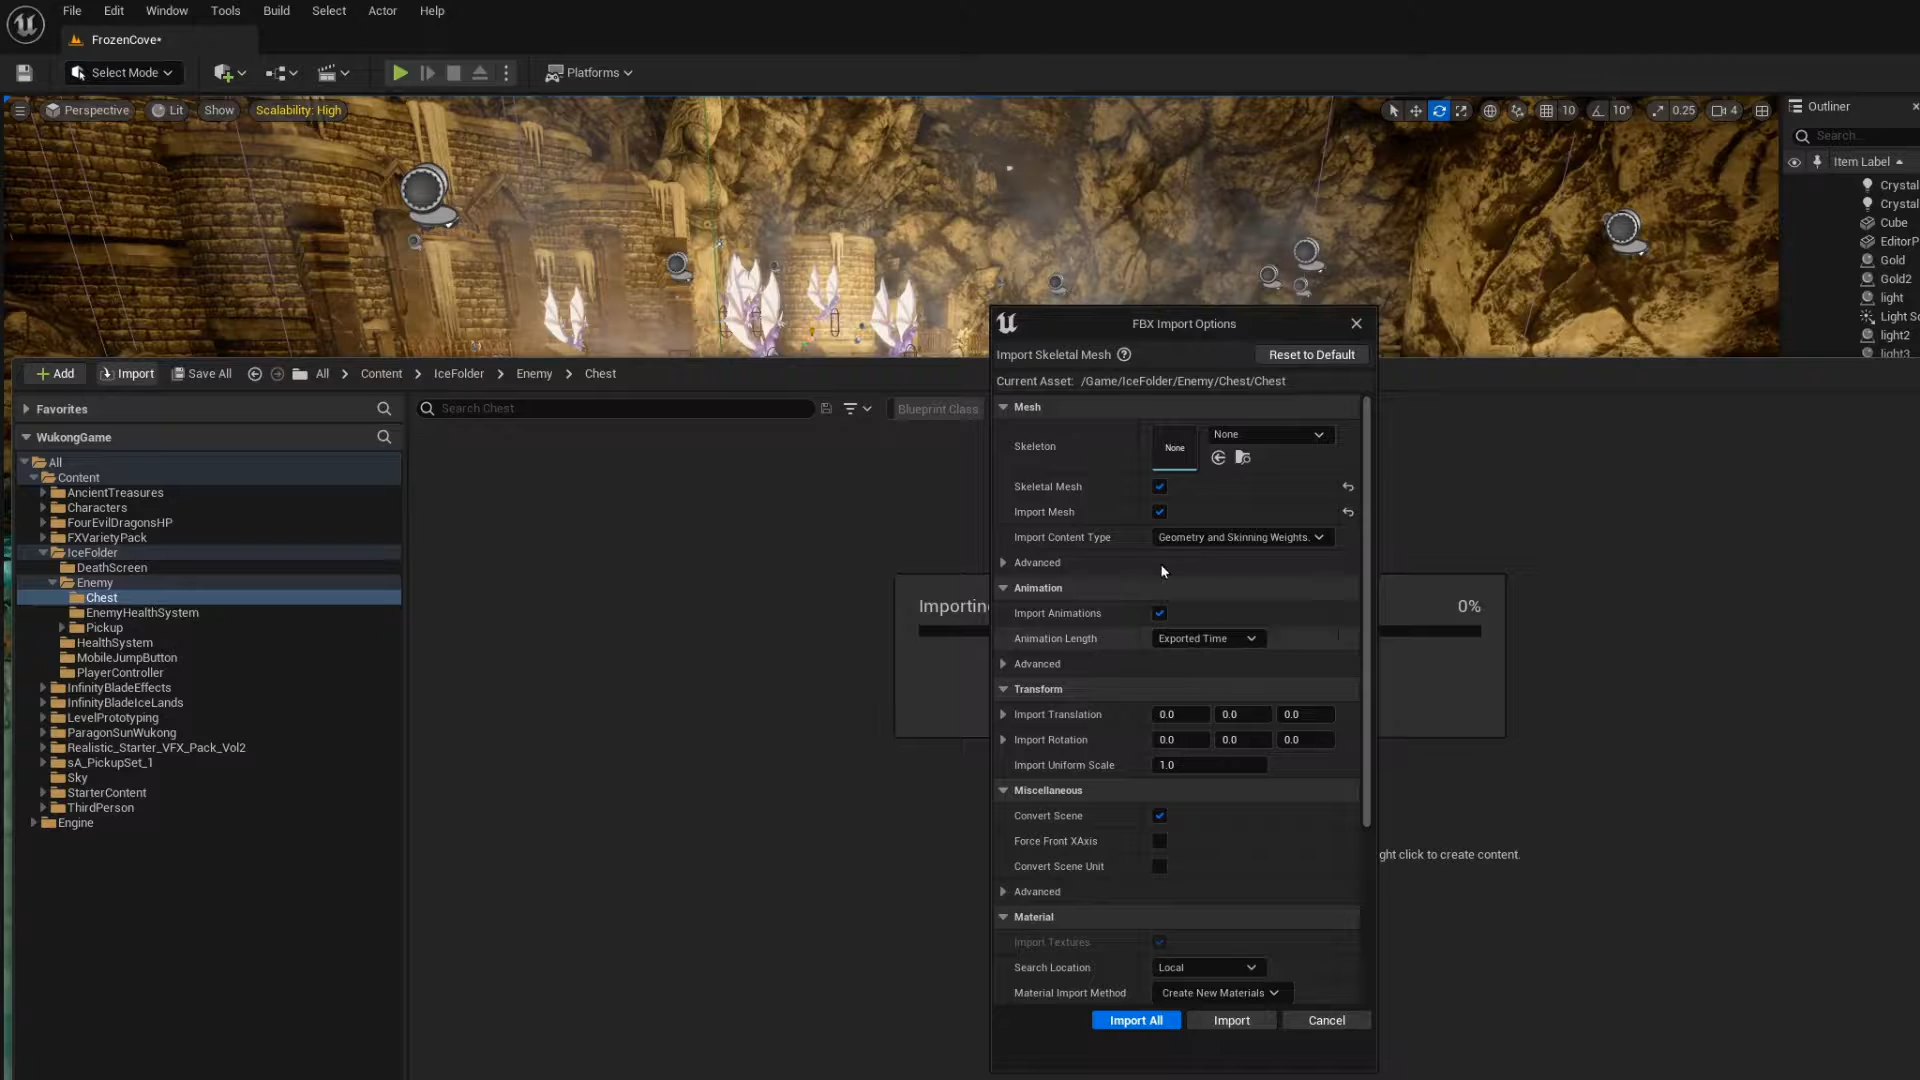 File Edit Window Tools Build Select Actor Help
FrozenCove*
Select Mode
Platforms
Perspective Lit Show Scalability: High
10 10° 0.25 4
Outliner
Search...
Item Label
Crystal
Crystal
Cube
EditorP
Gold
Gold2
light
Light So
light2
light3
Add Import Save All All Content IceFolder Enemy Chest
Favorites
Search Chest
Blueprint Class
WukongGame
All
Content
AncientTreasures
Characters
FourEvilDragonsHP
FXVarietyPack
IceFolder
DeathScreen
Enemy
Chest
EnemyHealthSystem
Pickup
HealthSystem
MobileJumpButton
PlayerController
InfinityBladeEffects
InfinityBladeIceLands
LevelPrototyping
ParagonSunWukong
Realistic_Starter_VFX_Pack_Vol2
sA_PickupSet_1
Sky
StarterContent
ThirdPerson
Engine
Importin
0%
ght click to create content.
FBX Import Options
Import Skeletal Mesh ? Reset to Default
Current Asset: /Game/IceFolder/Enemy/Chest/Chest
Mesh
Skeleton None None
Skeletal Mesh
Import Mesh
Import Content Type Geometry and Skinning Weights.
Advanced
Animation
Import Animations
Animation Length Exported Time
Advanced
Transform
Import Translation 0.0 0.0 0.0
Import Rotation 0.0 0.0 0.0
Import Uniform Scale 1.0
Miscellaneous
Convert Scene
Force Front XAxis
Convert Scene Unit
Advanced
Material
Import Textures
Search Location Local
Material Import Method Create New Materials
Import All Import Cancel